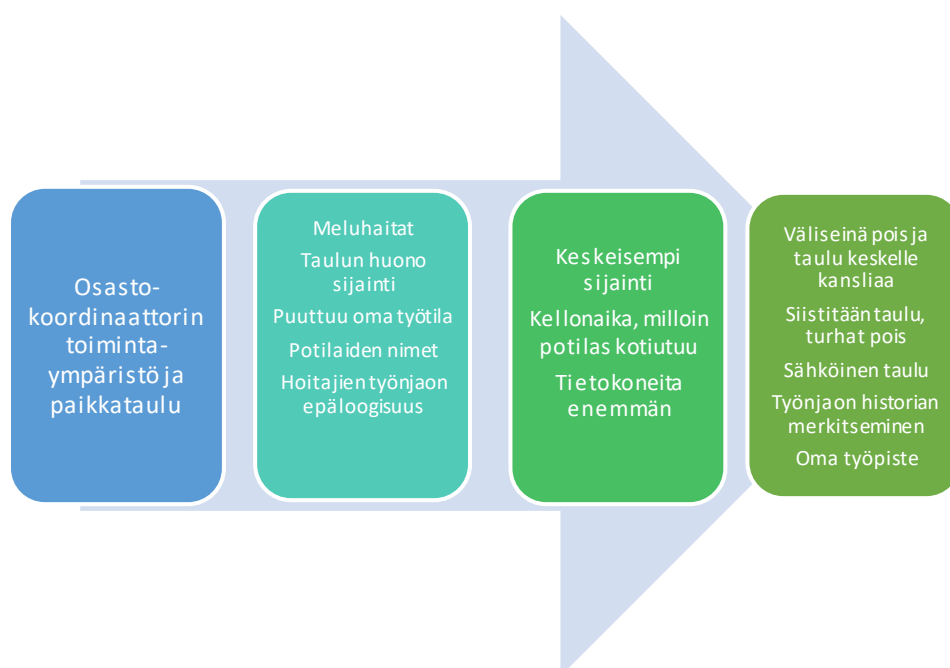 Osasto-
koordinaattorin
toiminta-
ympäristö ja
paikkataulu
Meluhaitat
Taulun huono
sijainti
Puuttuu oma työtila
Potilaiden nimet
Hoitajien työnjaon
epäloogisuus
Keskeisempi
sijainti
Kellonaika, milloin
potilas kotiutuu
Tietokoneita
enemmän
Väliseinä pois ja
taulu keskelle
kansliaa
Siistitään taulu,
turhat pois
Sähköinen taulu
Työnjaon historian
merkitseminen
Oma työpiste